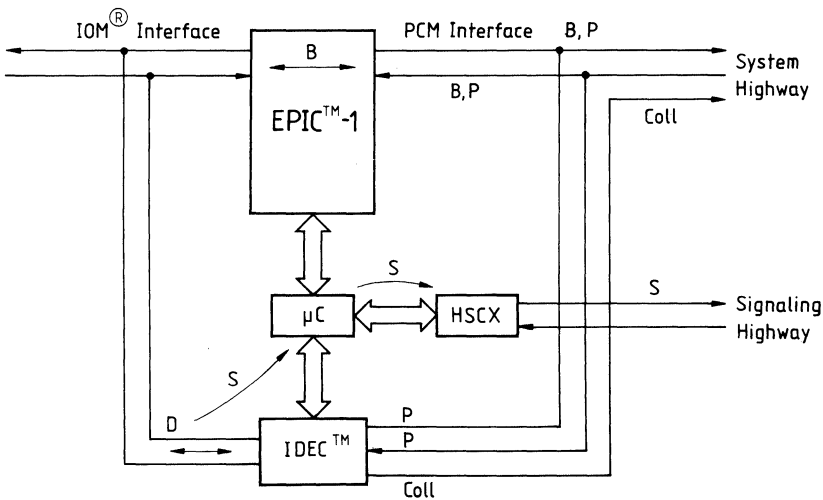 IOM® Interface
PCM Interface
B, P
B
B,P
System
Highway
EPIC™-1
Coll
S
S
µC
HSCX
Signaling
Highway
S
D
P
IDEC™
P
Coll